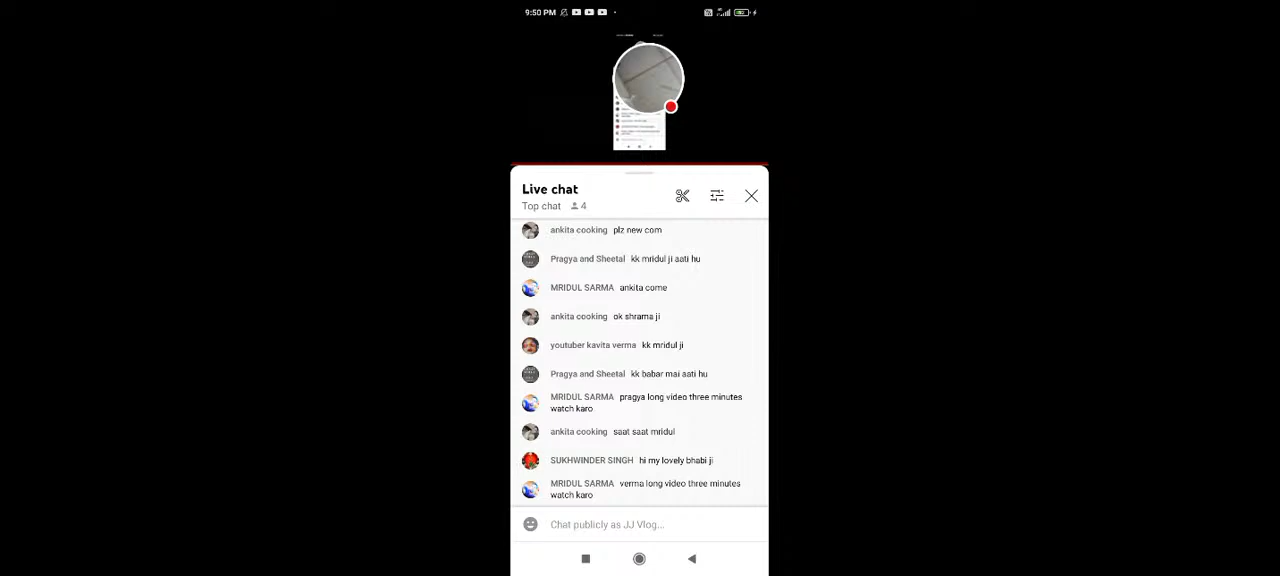 9:50 PM
Live chat
Top chat 4
ankita cooking plz new com
Pragya and Sheetal kk mridul ji aati hu
MRIDUL SARMA ankita come
ankita cooking ok shrama ji
youtuber kavita verma kk mridul ji
Pragya and Sheetal kk babar mai aati hu
MRIDUL SARMA pragya long video three minutes
watch karo
ankita cooking saat saat mridul
SUKHWINDER SINGH hi my lovely bhabi ji
MRIDUL SARMA verma long video three minutes
watch karo
Chat publicly as JJ Vlog...